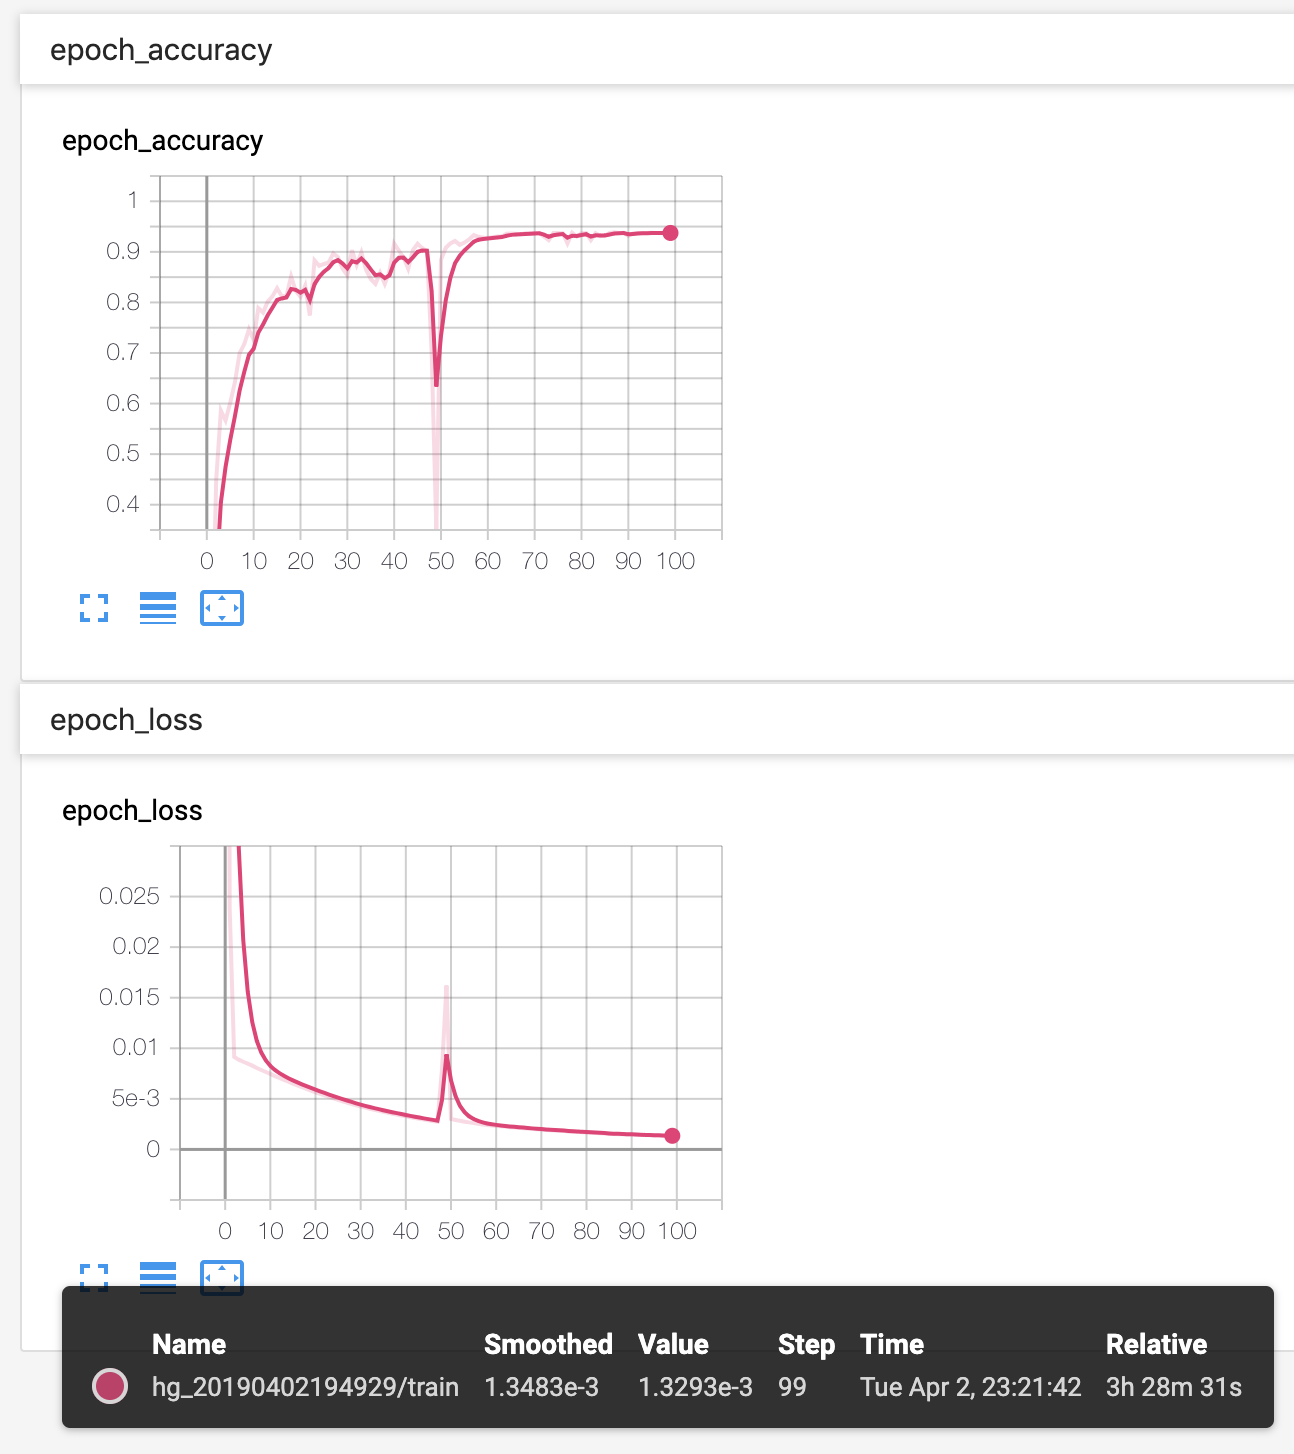 epoch_accuracy
epoch_accuracy
1
0.9
0.8
0.7
0.6
0.5
0.4
0 10 20 30 40 50 60 70 80 90 100
epoch_loss
epoch_loss
0.025
0.02
0.015
0.01
5e-3
0
0 10 20 30 40 50 60 70 80 90 100
Name Smoothed Value Step Time Relative
hg_20190402194929/train 1.3483e-3 1.3293e-3 99 Tue Apr 2, 23:21:42 3h 28m 31s